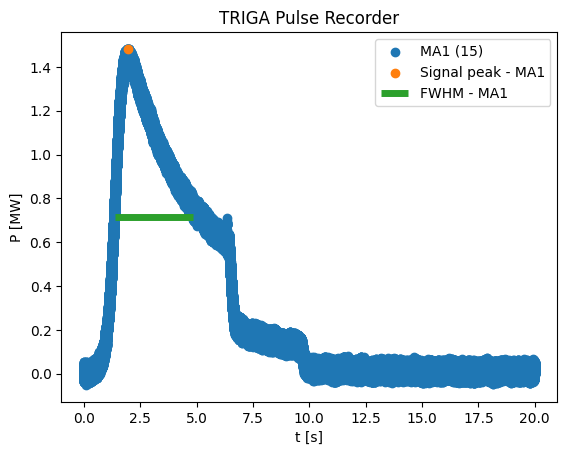 TRIGA Pulse Recorder
MA1 (15)
Signal peak - MA1
FWHM - MA1
P [MW]
1.4
1.2
1.0
0.8
0.6
0.4
0.2
0.0
0.0 2.5 5.0 7.5 10.0 12.5 15.0 17.5 20.0
t [s]